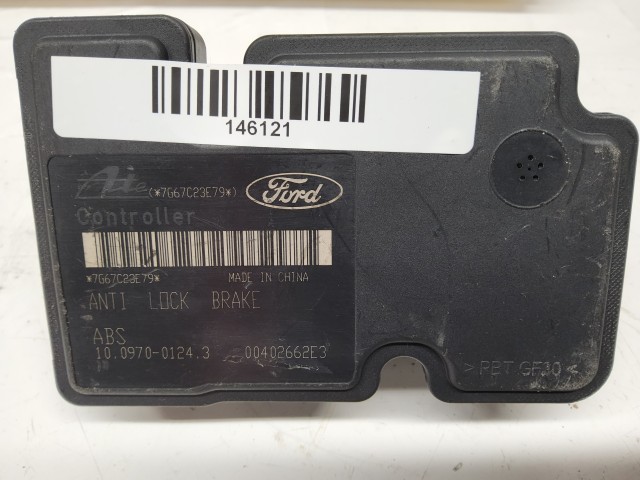 146121
Ate (*7G67C23E79*) Ford
Controller
*7G67C23E79* MADE IN CHINA
ANTI LOCK BRAKE
ABS
10.0970-0124.3 00402662E3
>PBT GF30<